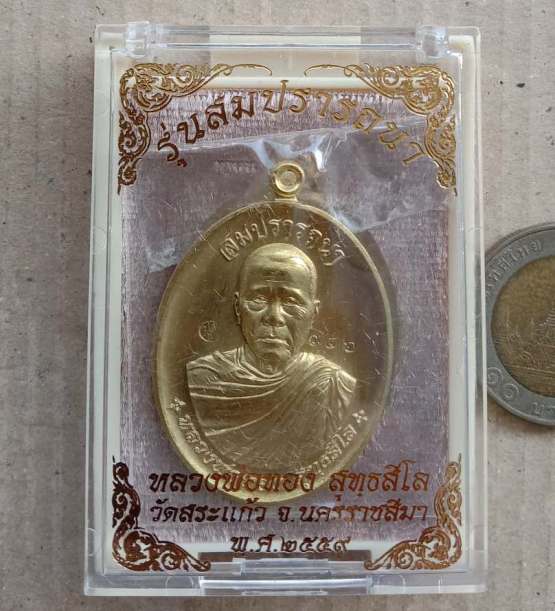 รุ่นสมปรารถนา
สมปรารถนา
๓๕๒
หลวงพ่อทอง สุทฺธสีโล
วัดสระแก้ว จ.นครราชสีมา
พ.ศ.๒๕๕๙